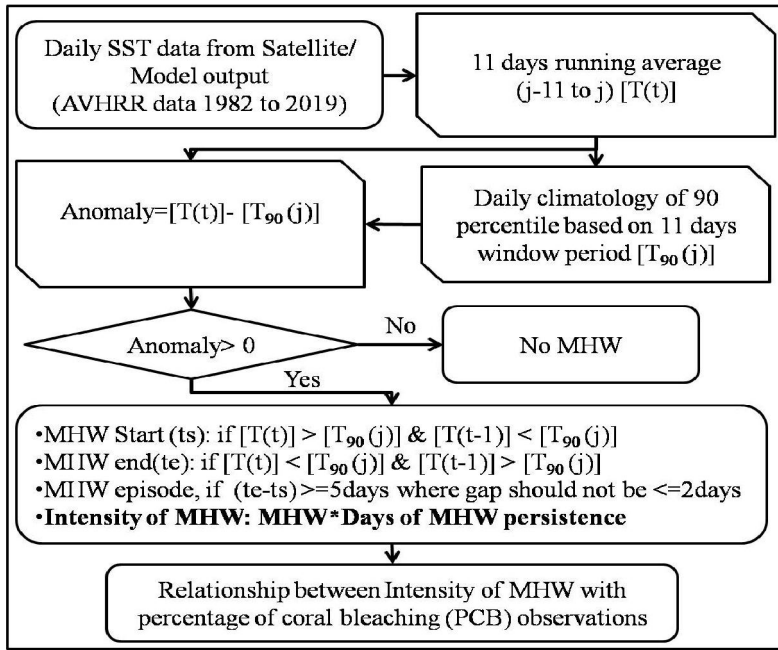 Daily SST data from Satellite/
Model output
(AVHRR data 1982 to 2019)
11 days running average
(j-11 to j) [T(t)]
Anomaly=[T(t)]- [T90 (j)]
Daily climatology of 90
percentile based on 11 days
window period [T90 (j)]
Anomaly> 0
No
No MHW
Yes
•MHW Start (ts): if [T(t)] > [T90 (j)] & [T(t-1)] < [T90 (j)]
•MHW end(te): if [T(t)] < [T90 (j)] & [T(t-1)] > [T90 (j)]
•MHW episode, if (te-ts) >=5days where gap should not be <=2days
•Intensity of MHW: MHW*Days of MHW persistence
Relationship between Intensity of MHW with
percentage of coral bleaching (PCB) observations